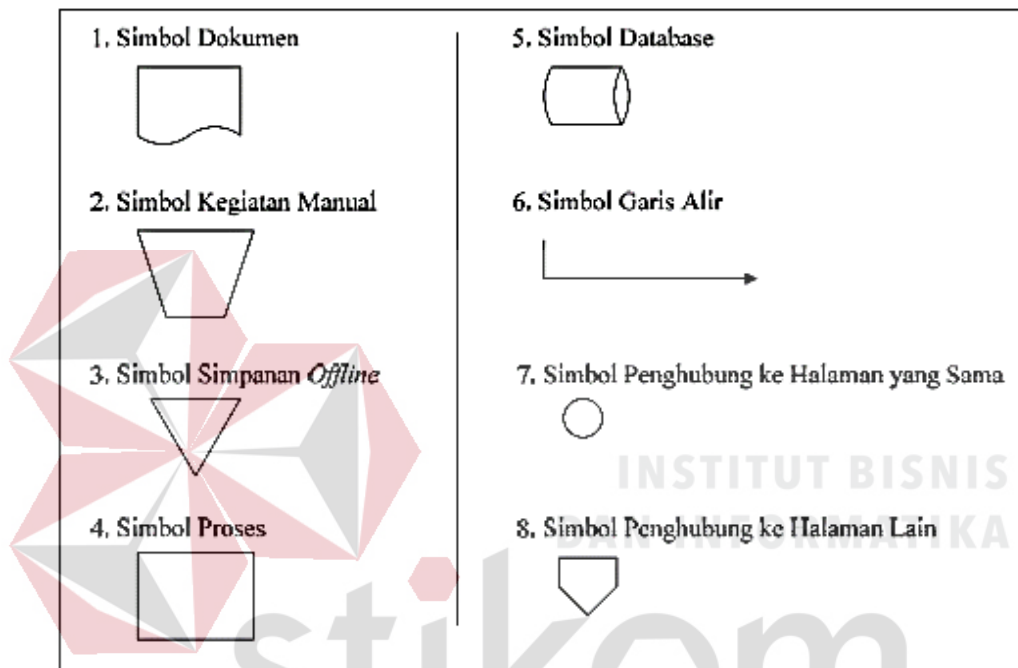 1. Simbol Dokumen
2. Simbol Kegiatan Manual
3. Simbol Simpanan Offline
4. Simbol Proses
5. Simbol Database
6. Simbol Garis Alir
7. Simbol Penghubung ke Halaman yang Sama
8. Simbol Penghubung ke Halaman Lain
INSTITUT BISNIS
DAN INFORMATIKA
stikom